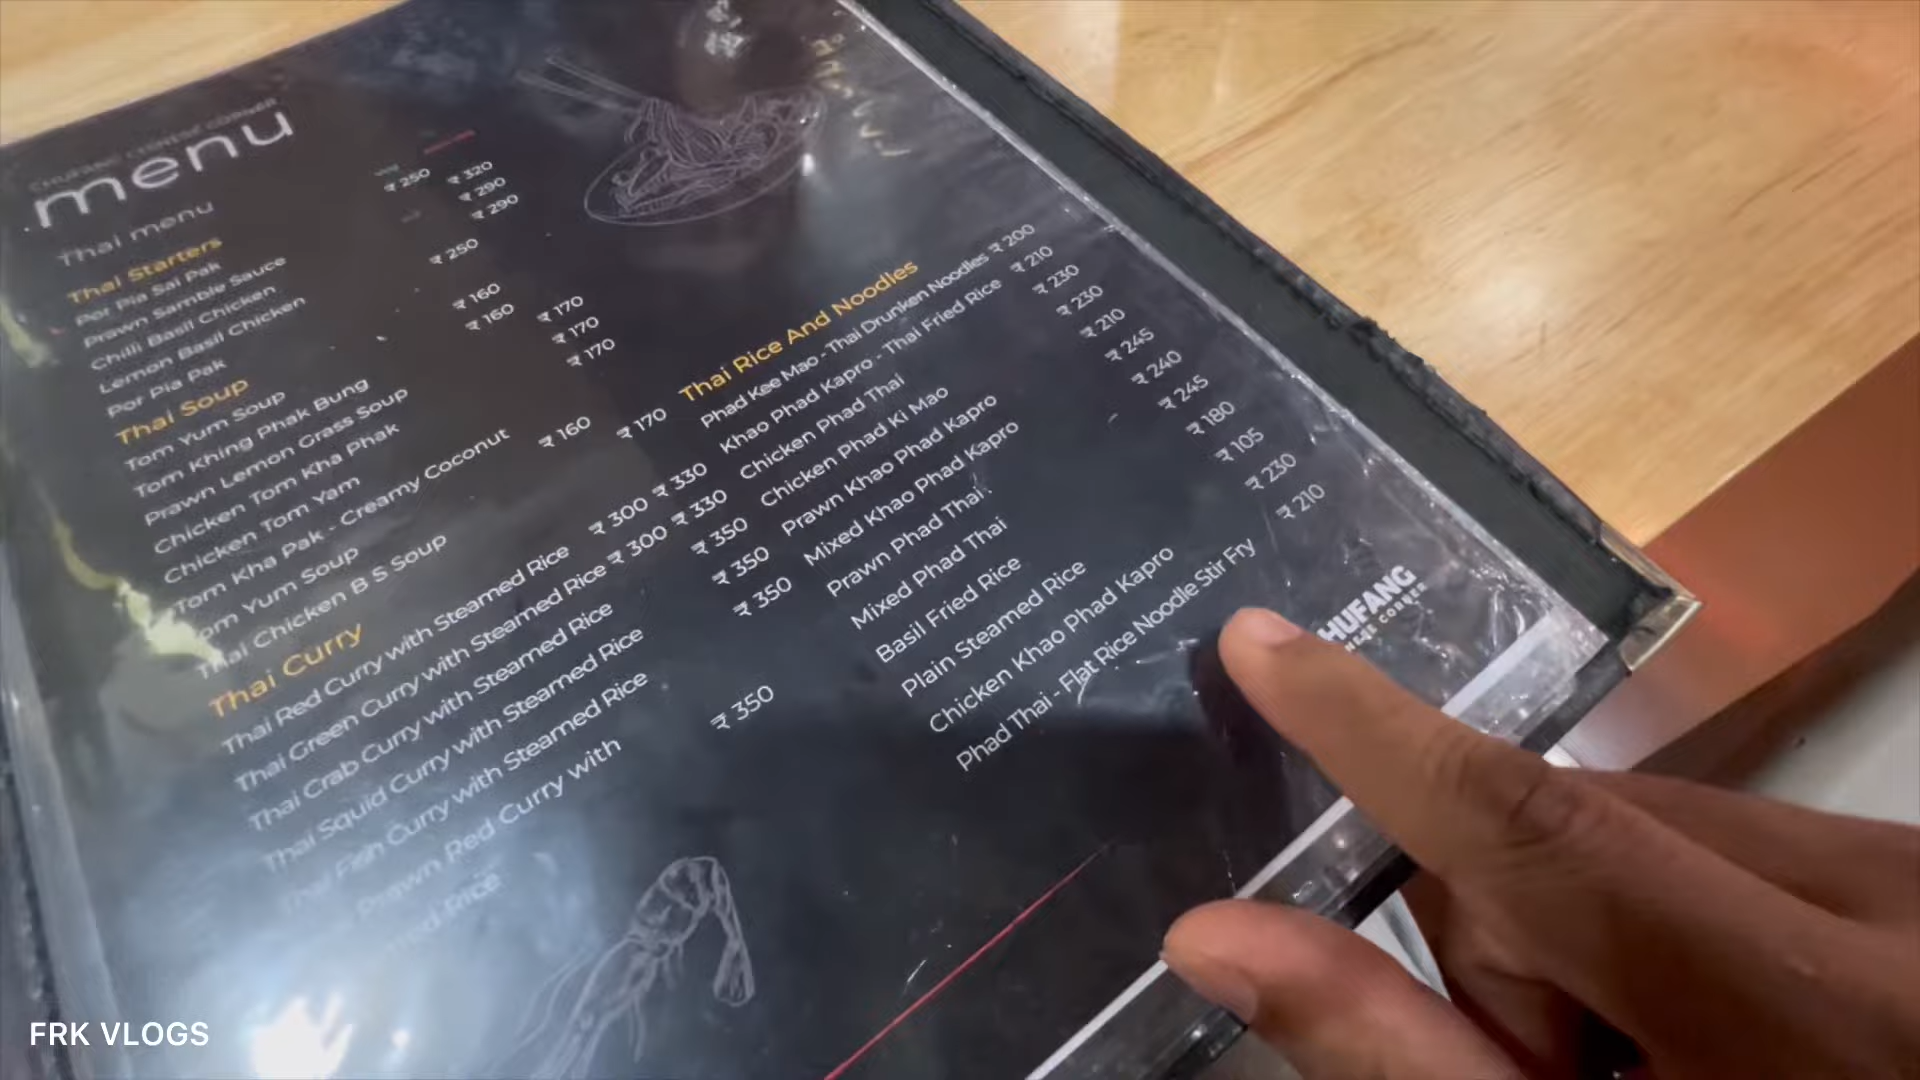 CHUFANG CHINESE CORNER
menu
Thai menu
Thai Starters
Por Pia Sai Pak
Prawn Samble Sauce
Chilli Basil Chicken
Lemon Basil Chicken
Por Pia Pak
₹ 250 ₹ 320
₹ 290
₹ 290
₹ 250
Thai Soup
Tom Yum Soup
Tom Khing Phak Bung
Prawn Lemon Grass Soup
Chicken Tom Kha Phak
Chicken Tom Yam
Tom Kha Pak - Creamy Coconut
Tom Yum Soup
Thai Chicken B S Soup
₹ 160
₹ 160 ₹ 170
₹ 170
₹ 170
₹ 160 ₹ 170
Thai Curry
Thai Red Curry with Steamed Rice ₹ 300 ₹ 330
Thai Green Curry with Steamed Rice ₹ 300 ₹ 330
Thai Crab Curry with Steamed Rice ₹ 350
Thai Squid Curry with Steamed Rice ₹ 350
Thai Fish Curry with Steamed Rice ₹ 350
Prawn Red Curry with ₹ 350
Rice
Thai Rice And Noodles
Phad Kee Mao - Thai Drunken Noodles ₹ 200
Khao Phad Kapro - Thai Fried Rice ₹ 210
Chicken Phad Thai ₹ 230
Chicken Phad Ki Mao ₹ 230
Prawn Khao Phad Kapro ₹ 210
Mixed Khao Phad Kapro ₹ 245
Prawn Phad Thai ₹ 240
Mixed Phad Thai ₹ 245
Basil Fried Rice ₹ 180
Plain Steamed Rice ₹ 105
Chicken Khao Phad Kapro ₹ 230
Phad Thai - Flat Rice Noodle Stir Fry ₹ 210
HUFANG
CORNER
FRK VLOGS